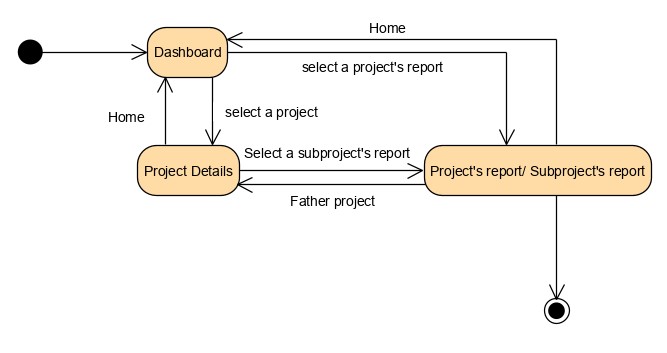 Home
Dashboard
select a project's report
Home
select a project
Select a subproject's report
Project Details
Project's report/ Subproject's report
Father project